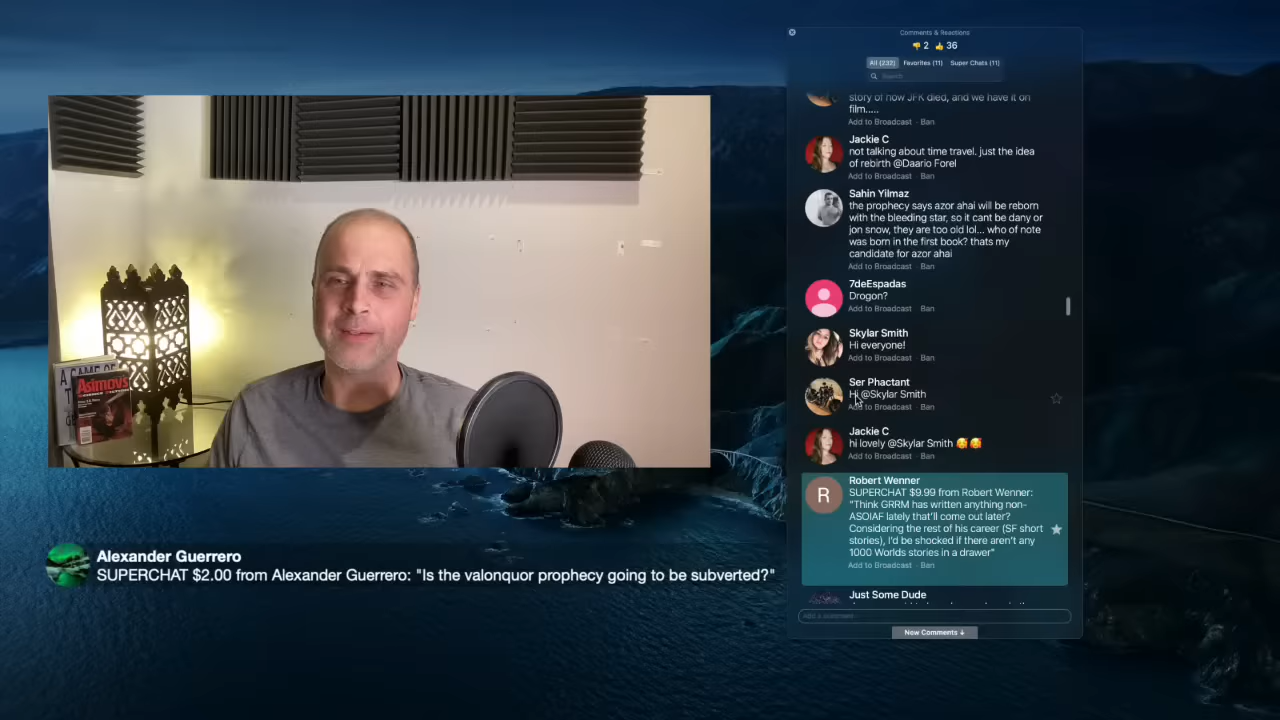 Comments & Reactions
👎 2 👍 36
All (232) Favorites (11) Super Chats (11)
Search
story of how JFK died, and we have it on
film.....
Add to Broadcast · Ban
Jackie C
not talking about time travel. just the idea
of rebirth @Daario Forel
Add to Broadcast · Ban
Sahin Yilmaz
the prophecy says azor ahai will be reborn
with the bleeding star, so it cant be dany or
jon snow, they are too old lol... who of note
was born in the first book? thats my
candidate for azor ahai
Add to Broadcast · Ban
7deEspadas
Drogon?
Add to Broadcast · Ban
Skylar Smith
Hi everyone!
Add to Broadcast · Ban
Ser Phactant
Hi @Skylar Smith
Add to Broadcast · Ban
Jackie C
hi lovely @Skylar Smith 🥰 🥰
Add to Broadcast · Ban
R
Robert Wenner
SUPERCHAT $9.99 from Robert Wenner:
"Think GRRM has written anything non-
ASOIAF lately that'll come out later?
Considering the rest of his career (SF short
stories), I'd be shocked if there aren't any
1000 Worlds stories in a drawer"
Add to Broadcast · Ban
Just Some Dude
Add a comment
New Comments ↓
A GAME OF
Asimov's
SCIENCE FICTION
Alexander Guerrero
SUPERCHAT $2.00 from Alexander Guerrero: "Is the valonquor prophecy going to be subverted?"